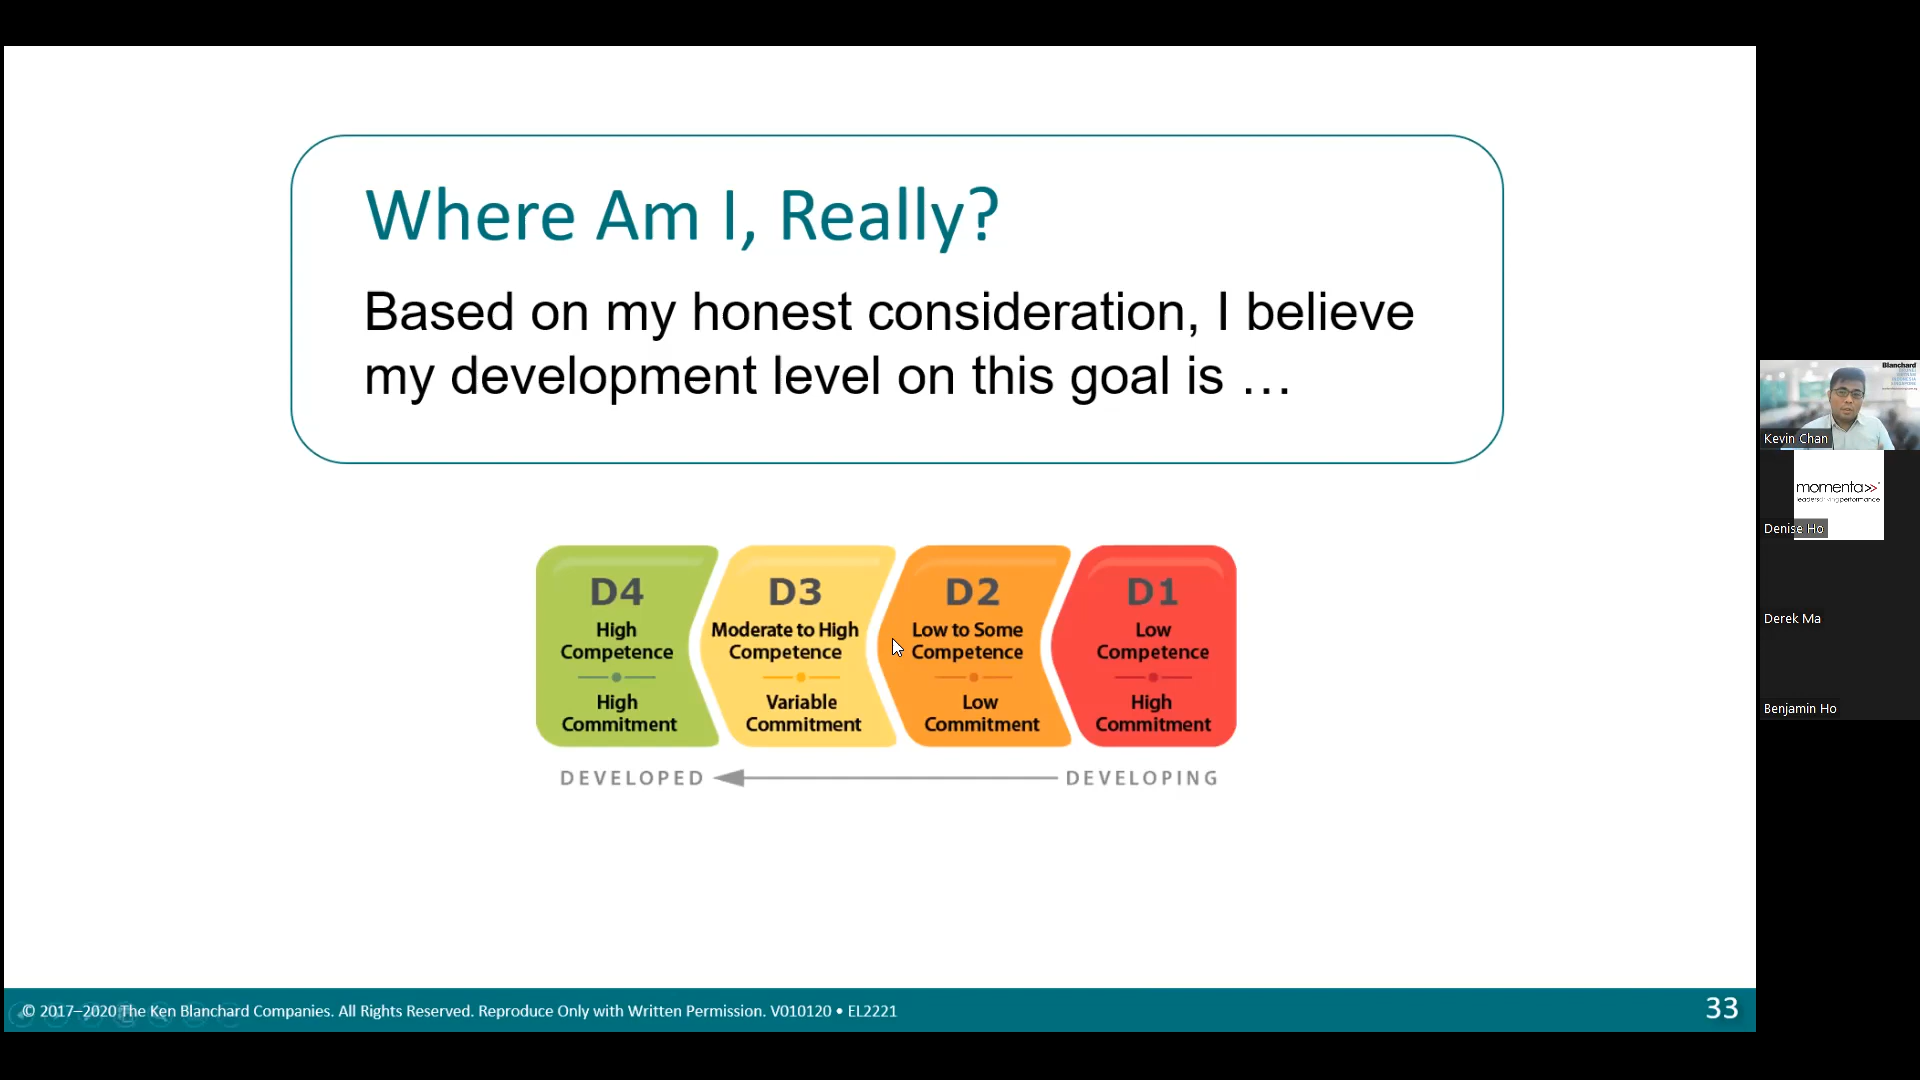 Where Am I, Really?
Based on my honest consideration, I believe
my development level on this goal is …
D4
High
Competence
High
Commitment
D3
Moderate to High
Competence
Variable
Commitment
D2
Low to Some
Competence
Low
Commitment
D1
Low
Competence
High
Commitment
DEVELOPED
DEVELOPING
© 2017–2020 The Ken Blanchard Companies. All Rights Reserved. Reproduce Only with Written Permission. V010120 • EL2221
33
Blanchard
Kevin Chan
momenta>>
leadersdrivingperformance
Denise Ho
Derek Ma
Benjamin Ho